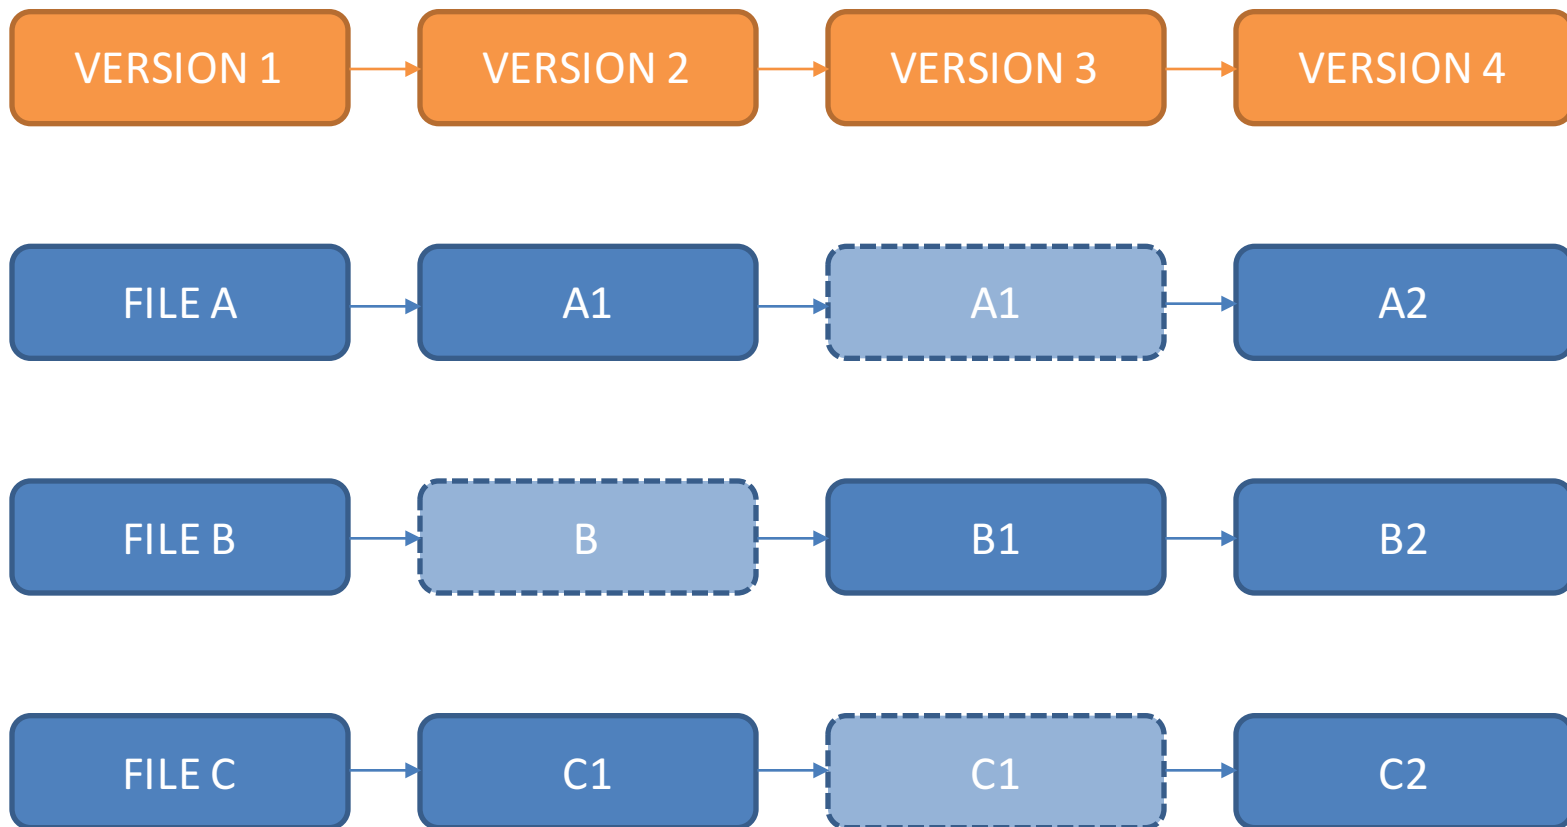 VERSION 1
VERSION 2
VERSION 3
VERSION 4
FILE A
A1
A1
A2
FILE B
B
B1
B2
FILE C
C1
C1
C2